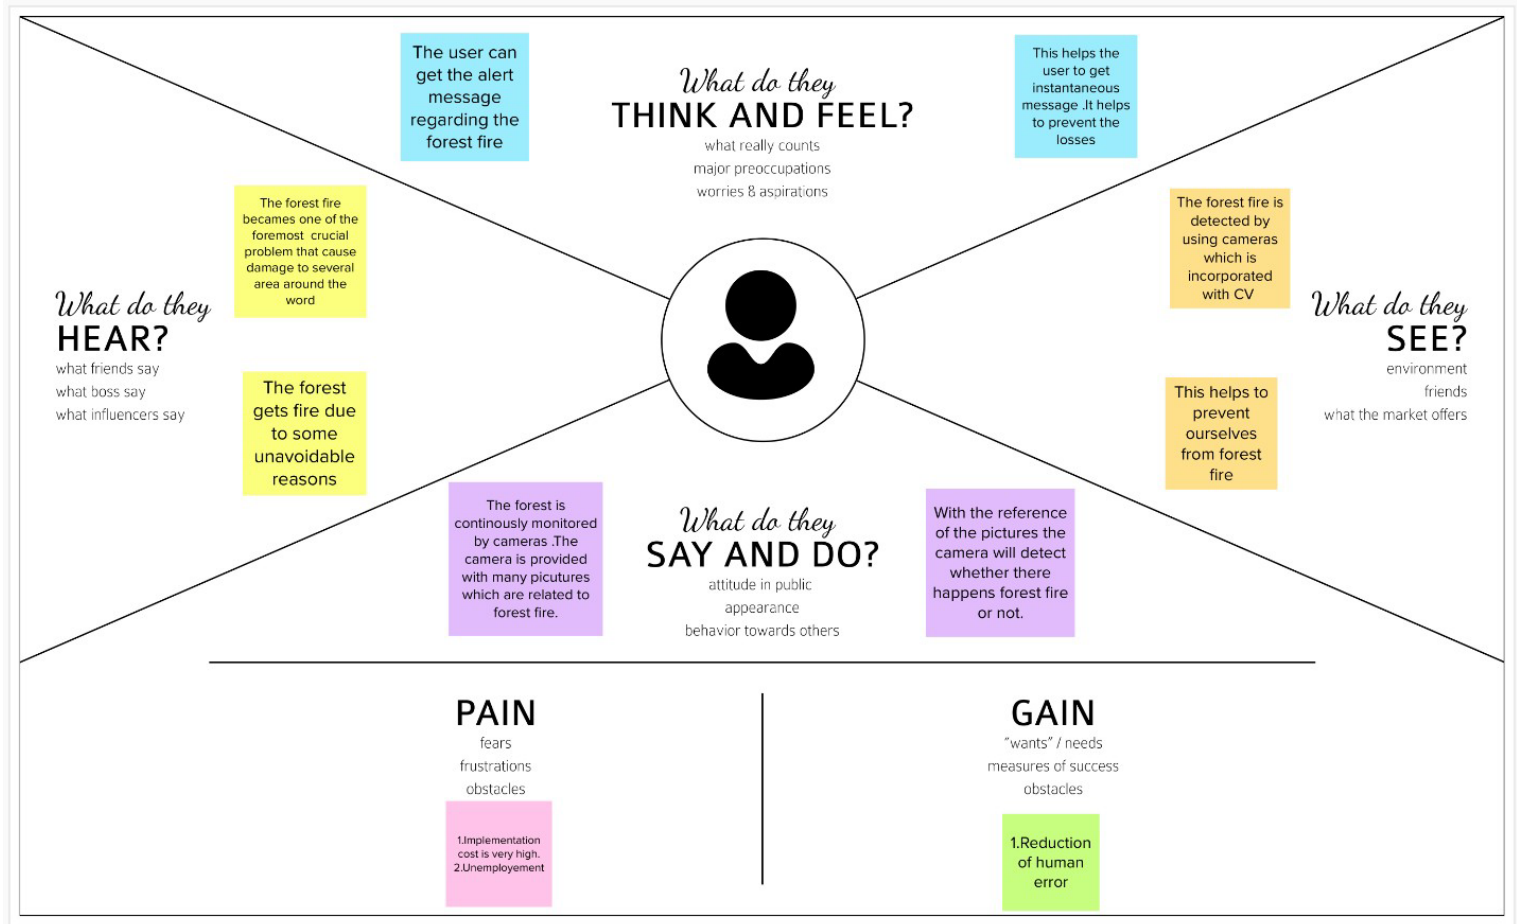 The user can
get the alert
message
regarding the
forest fire
What do they
THINK AND FEEL?
what really counts
major preoccupations
worries & aspirations
This helps the
user to get
instantaneous
message .It helps
to prevent the
losses
The forest fire
becames one of the
foremost crucial
problem that cause
damage to several
area around the
word
What do they
HEAR?
what friends say
what boss say
what influencers say
The forest
gets fire due
to some
unavoidable
reasons
The forest fire is
detected by
using cameras
which is
incorporated
with CV
What do they
SEE?
environment
friends
what the market offers
This helps to
prevent
ourselves
from forest
fire
The forest is
continously monitored
by cameras .The
camera is provided
with many picutures
which are related to
forest fire.
What do they
SAY AND DO?
attitude in public
appearance
behavior towards others
With the reference
of the pictures the
camera will detect
whether there
happens forest fire
or not.
PAIN
fears
frustrations
obstacles
1.Implementation
cost is very high.
2.Unemployement
GAIN
"wants" / needs
measures of success
obstacles
1.Reduction
of human
error